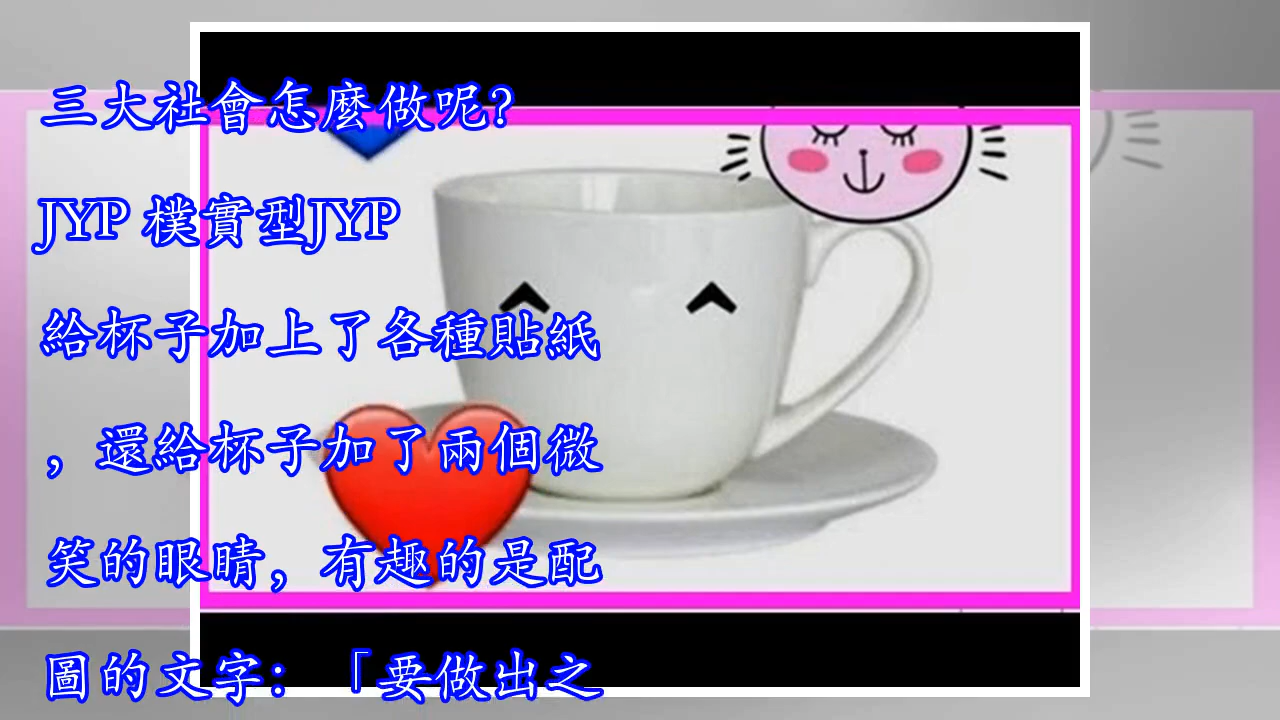 三大社會怎麼做呢?
JYP 樸實型JYP
給杯子加上了各種貼紙
，還給杯子加了兩個微
笑的眼睛，有趣的是配
圖的文字：「要做出之